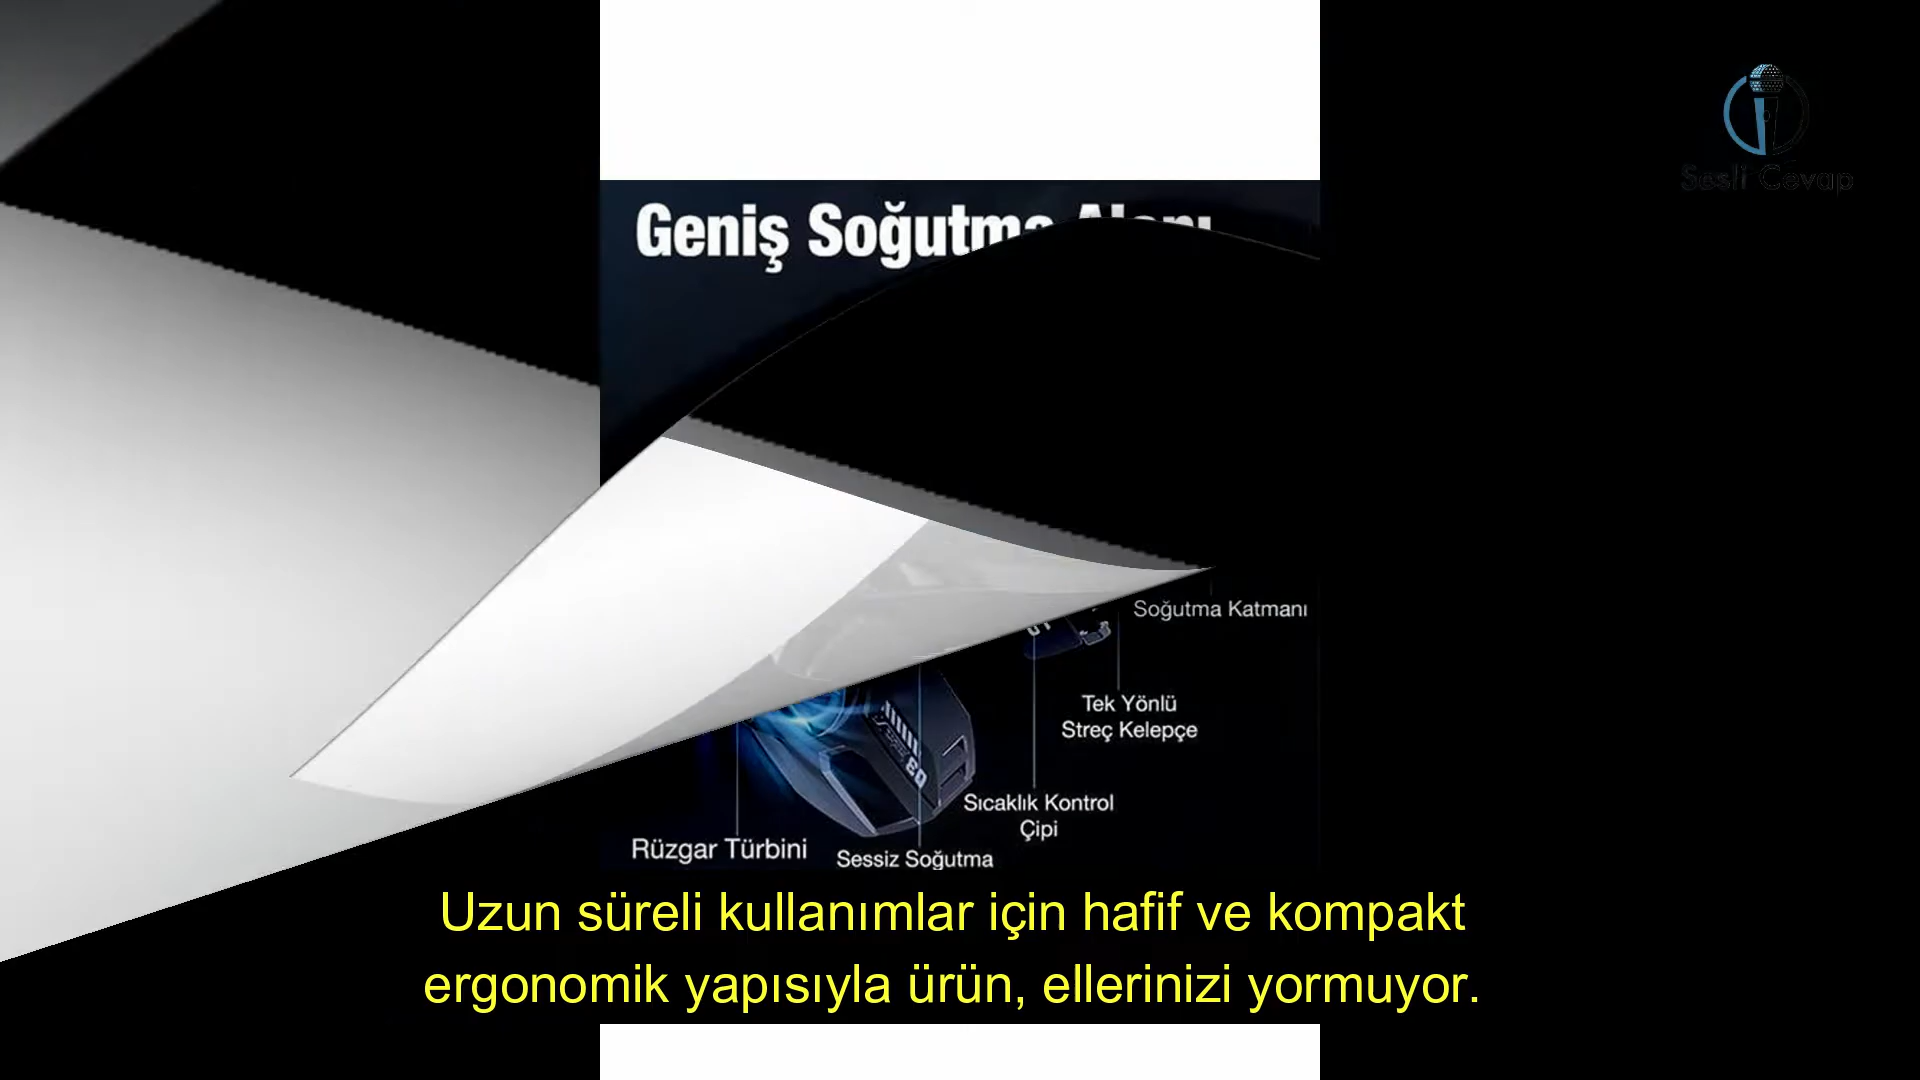 Sesli Cevap
Geniş Soğutma Alanı
Soğutma Katmanı
Tek Yönlü
Streç Kelepçe
Sıcaklık Kontrol
Çipi
Rüzgar Türbini
Sessiz Soğutma
Uzun süreli kullanımlar için hafif ve kompakt
ergonomik yapısıyla ürün, ellerinizi yormuyor.